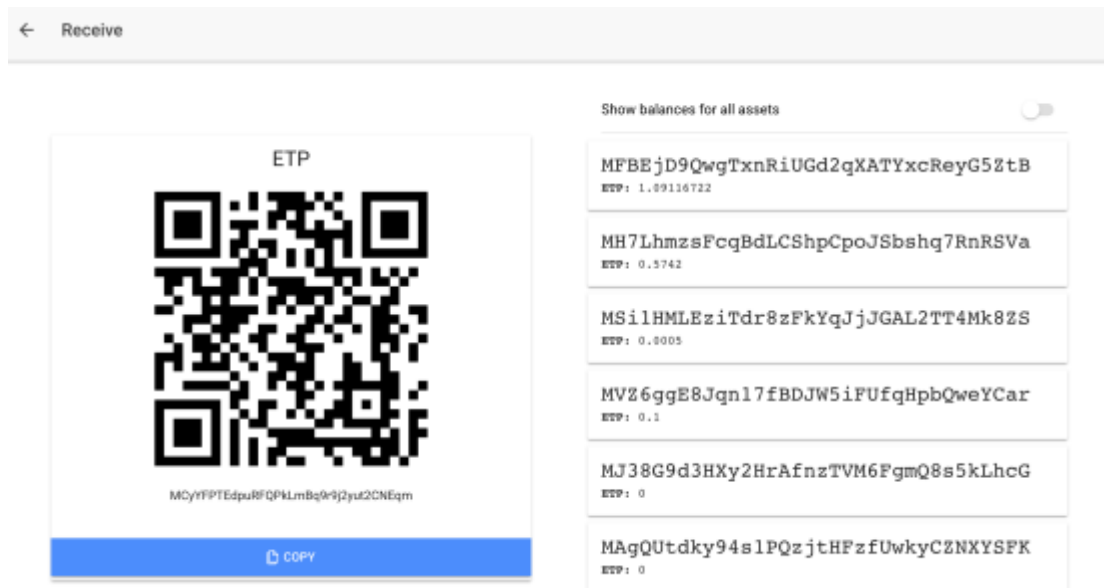 Receive
ETP
MCyYFPTEdpuRFQPkLmBq9r9j2yut2CNEqm
COPY
Show balances for all assets
MFBEjD9QwgTxnRiUGd2qXATYxcReyG5ZtB
ETP: 1.09116722
MH7LhmzsFcqBdLCShpCpoJSbshq7RnRSVa
ETP: 0.5742
MSi1HMLEziTdr8zFkYqJjJGAL2TT4Mk8ZS
ETP: 0.0005
MVZ6ggE8Jqn17fBDJW5iFUfqHpbQweYCar
ETP: 0.1
MJ38G9d3HXy2HrAfnzTVM6FgmQ8s5kLhcG
ETP: 0
MAgQUtdky94s1PQzjtHFzfUwkyCZNXYSFK
ETP: 0